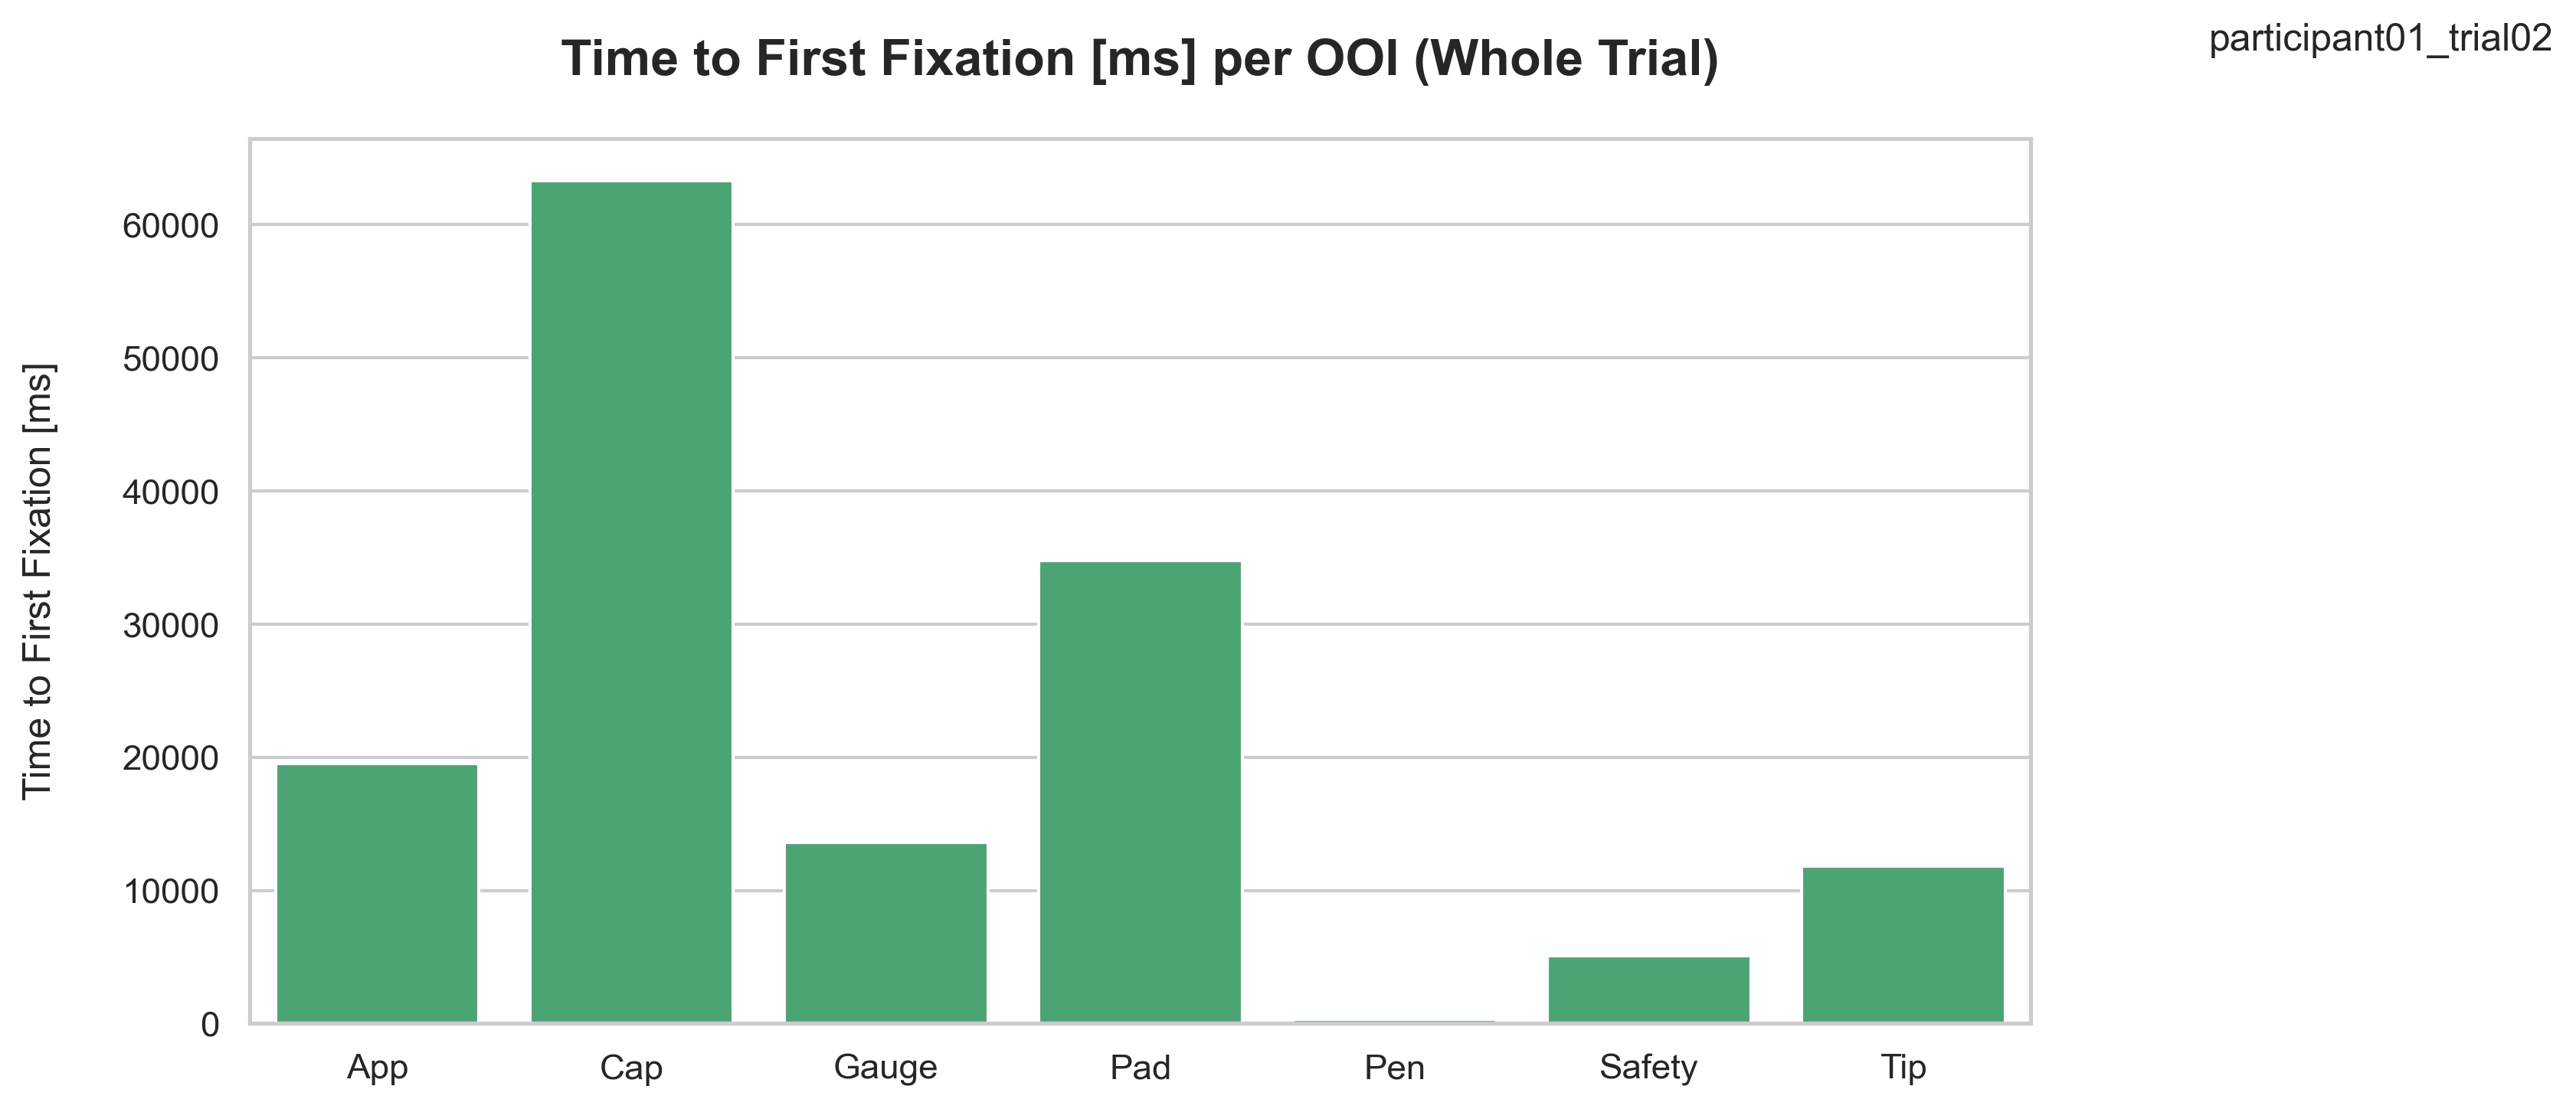 participant01_trial02
Time to First Fixation [ms] per OOI (Whole Trial)
Time to First Fixation [ms]
60000
50000
40000
30000
20000
10000
0
App Cap Gauge Pad Pen Safety Tip